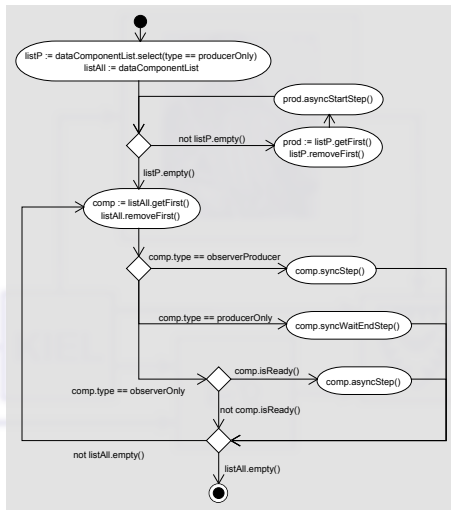 listP := dataComponentList.select(type == producerOnly)
listAll := dataComponentList
prod.asyncStartStep()
not listP.empty()
prod := listP.getFirst()
listP.removeFirst()
listP.empty()
comp := listAll.getFirst()
listAll.removeFirst()
comp.type == observerProducer
comp.syncStep()
comp.type == producerOnly
comp.syncWaitEndStep()
comp.isReady()
comp.asyncStep()
comp.type == observerOnly
not comp.isReady()
not listAll.empty()
listAll.empty()